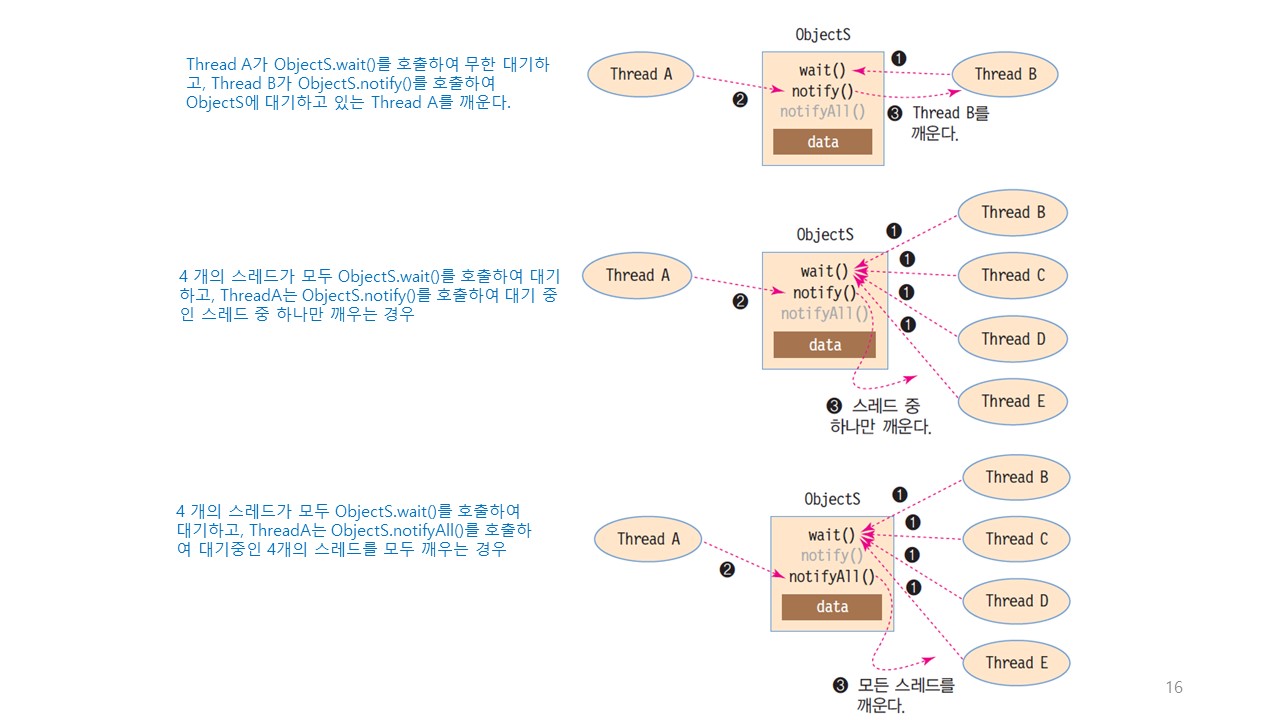 Thread A가 ObjectS.wait()를 호출하여 무한 대기하
고, Thread B가 ObjectS.notify()를 호출하여
ObjectS에 대기하고 있는 Thread A를 깨운다.
ObjectS
Thread A
wait()
notify()
notifyAll()
data
❶
❷
Thread B
❸ Thread B를
깨운다.
4 개의 스레드가 모두 ObjectS.wait()를 호출하여 대기
하고, ThreadA는 ObjectS.notify()를 호출하여 대기 중
인 스레드 중 하나만 깨우는 경우
ObjectS
Thread A
wait()
notify()
notifyAll()
data
❷
❶
❶
❶
❶
Thread B
Thread C
Thread D
Thread E
❸ 스레드 중
하나만 깨운다.
4 개의 스레드가 모두 ObjectS.wait()를 호출하여
대기하고, ThreadA는 ObjectS.notifyAll()를 호출하
여 대기중인 4개의 스레드를 모두 깨우는 경우
ObjectS
Thread A
wait()
notify()
notifyAll()
data
❷
❶
❶
❶
❶
Thread B
Thread C
Thread D
Thread E
❸ 모든 스레드를
깨운다.
16